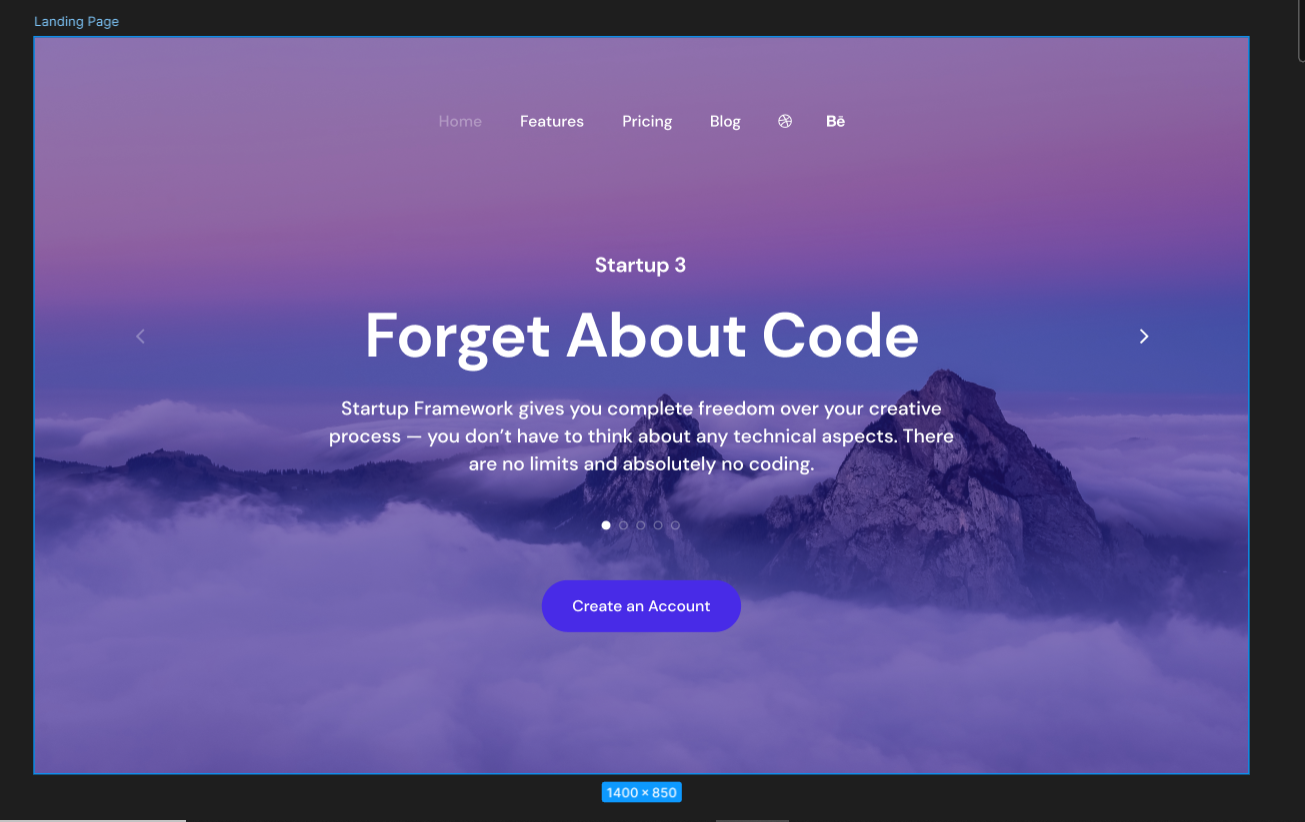 Landing Page
Home Features Pricing Blog Bē
Startup 3
Forget About Code
Startup Framework gives you complete freedom over your creative
process — you don’t have to think about any technical aspects. There
are no limits and absolutely no coding.
Create an Account
1400 × 850